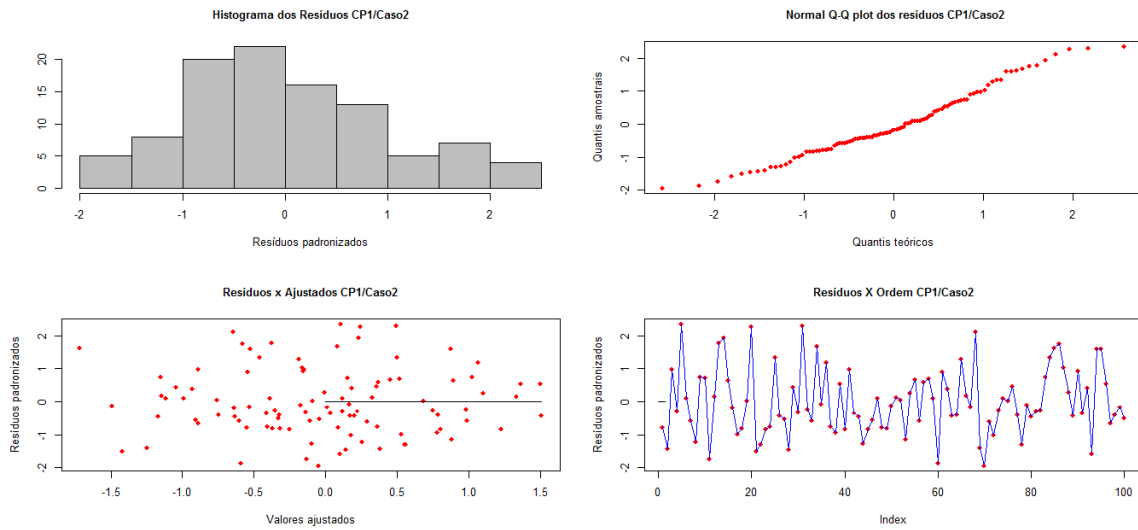 Histograma dos Resíduos CP1/Caso2
20
15
10
5
0
-2 -1 0 1 2
Resíduos padronizados
Normal Q-Q plot dos resíduos CP1/Caso2
Quantis amostrais
2
1
0
-1
-2
-2 -1 0 1 2
Quantis teóricos
Resíduos x Ajustados CP1/Caso2
Resíduos padronizados
2
1
0
-1
-2
-1.5 -1.0 -0.5 0.0 0.5 1.0 1.5
Valores ajustados
Resíduos X Ordem CP1/Caso2
Resíduos padronizados
2
1
0
-1
-2
0 20 40 60 80 100
Index